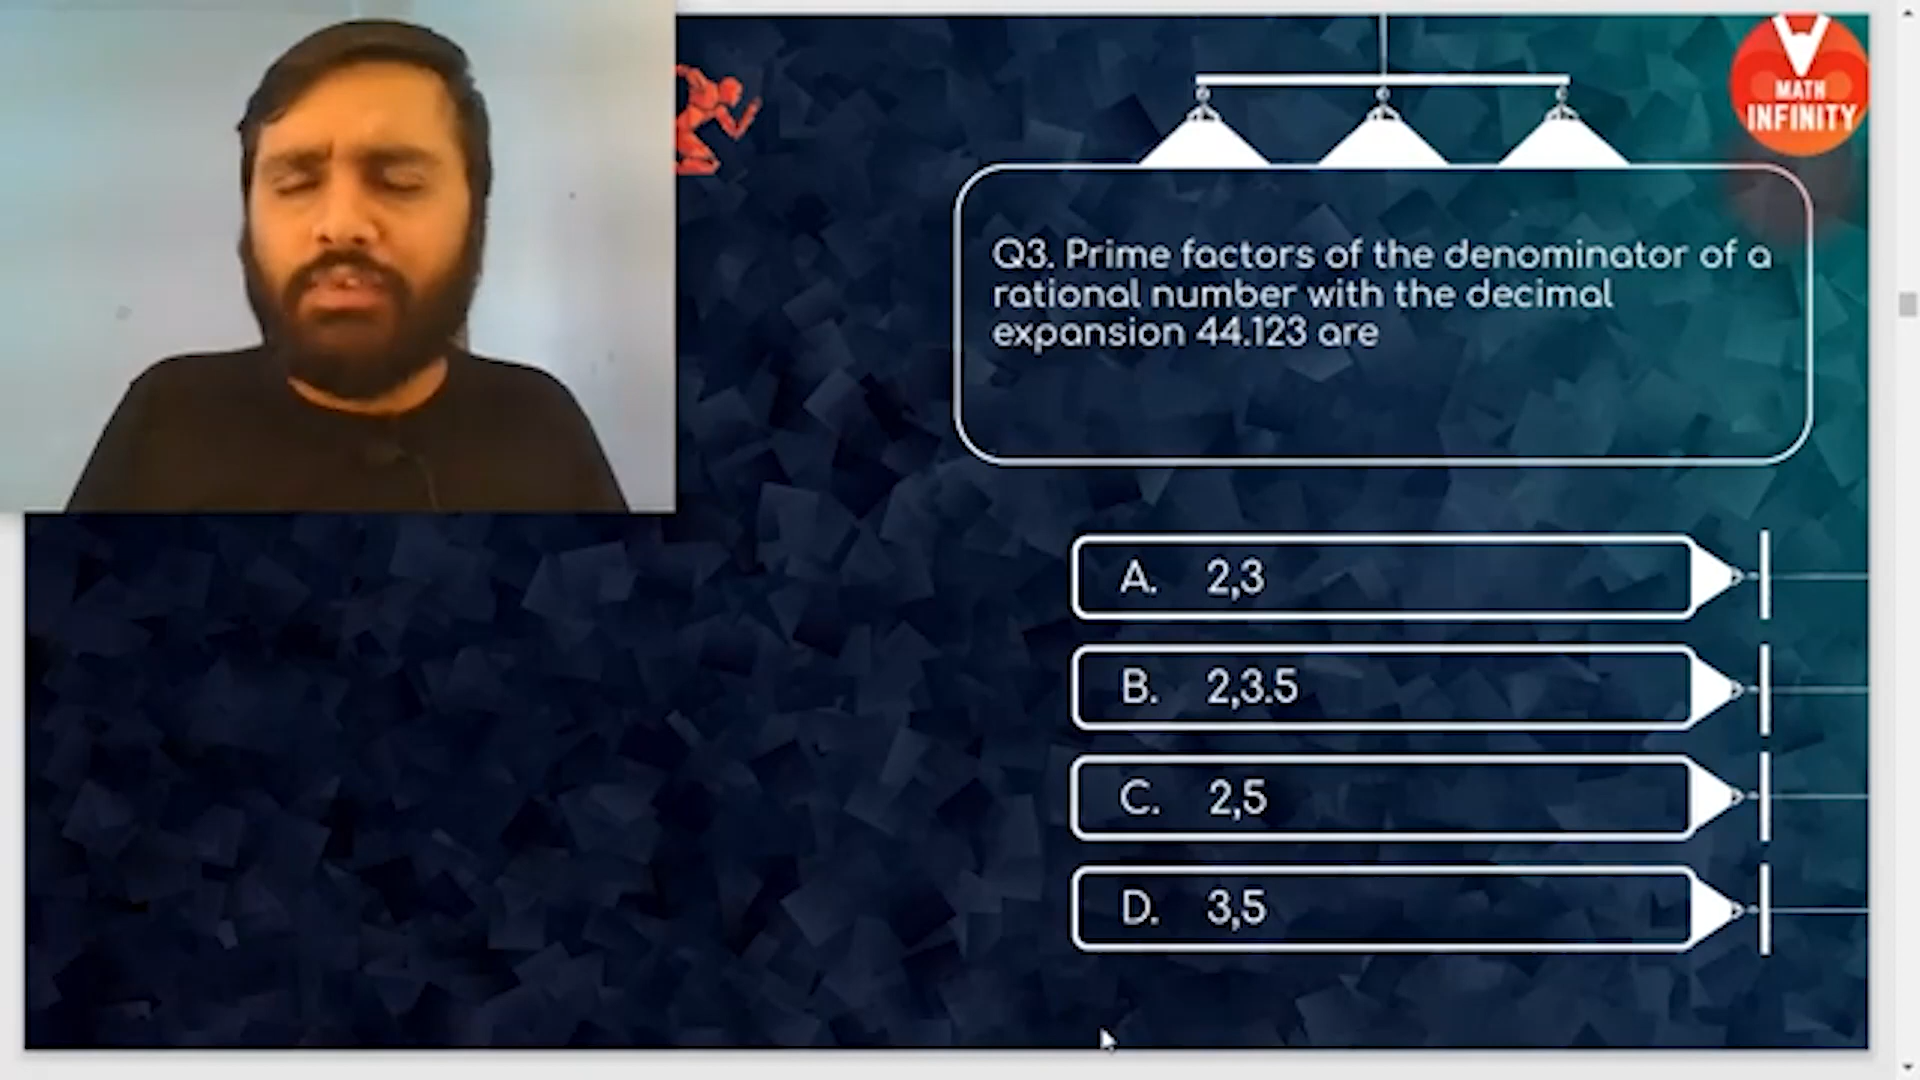 MATH
INFINITY
Q3. Prime factors of the denominator of a
rational number with the decimal
expansion 44.123 are
A. 2,3
B. 2,3.5
C. 2,5
D. 3,5